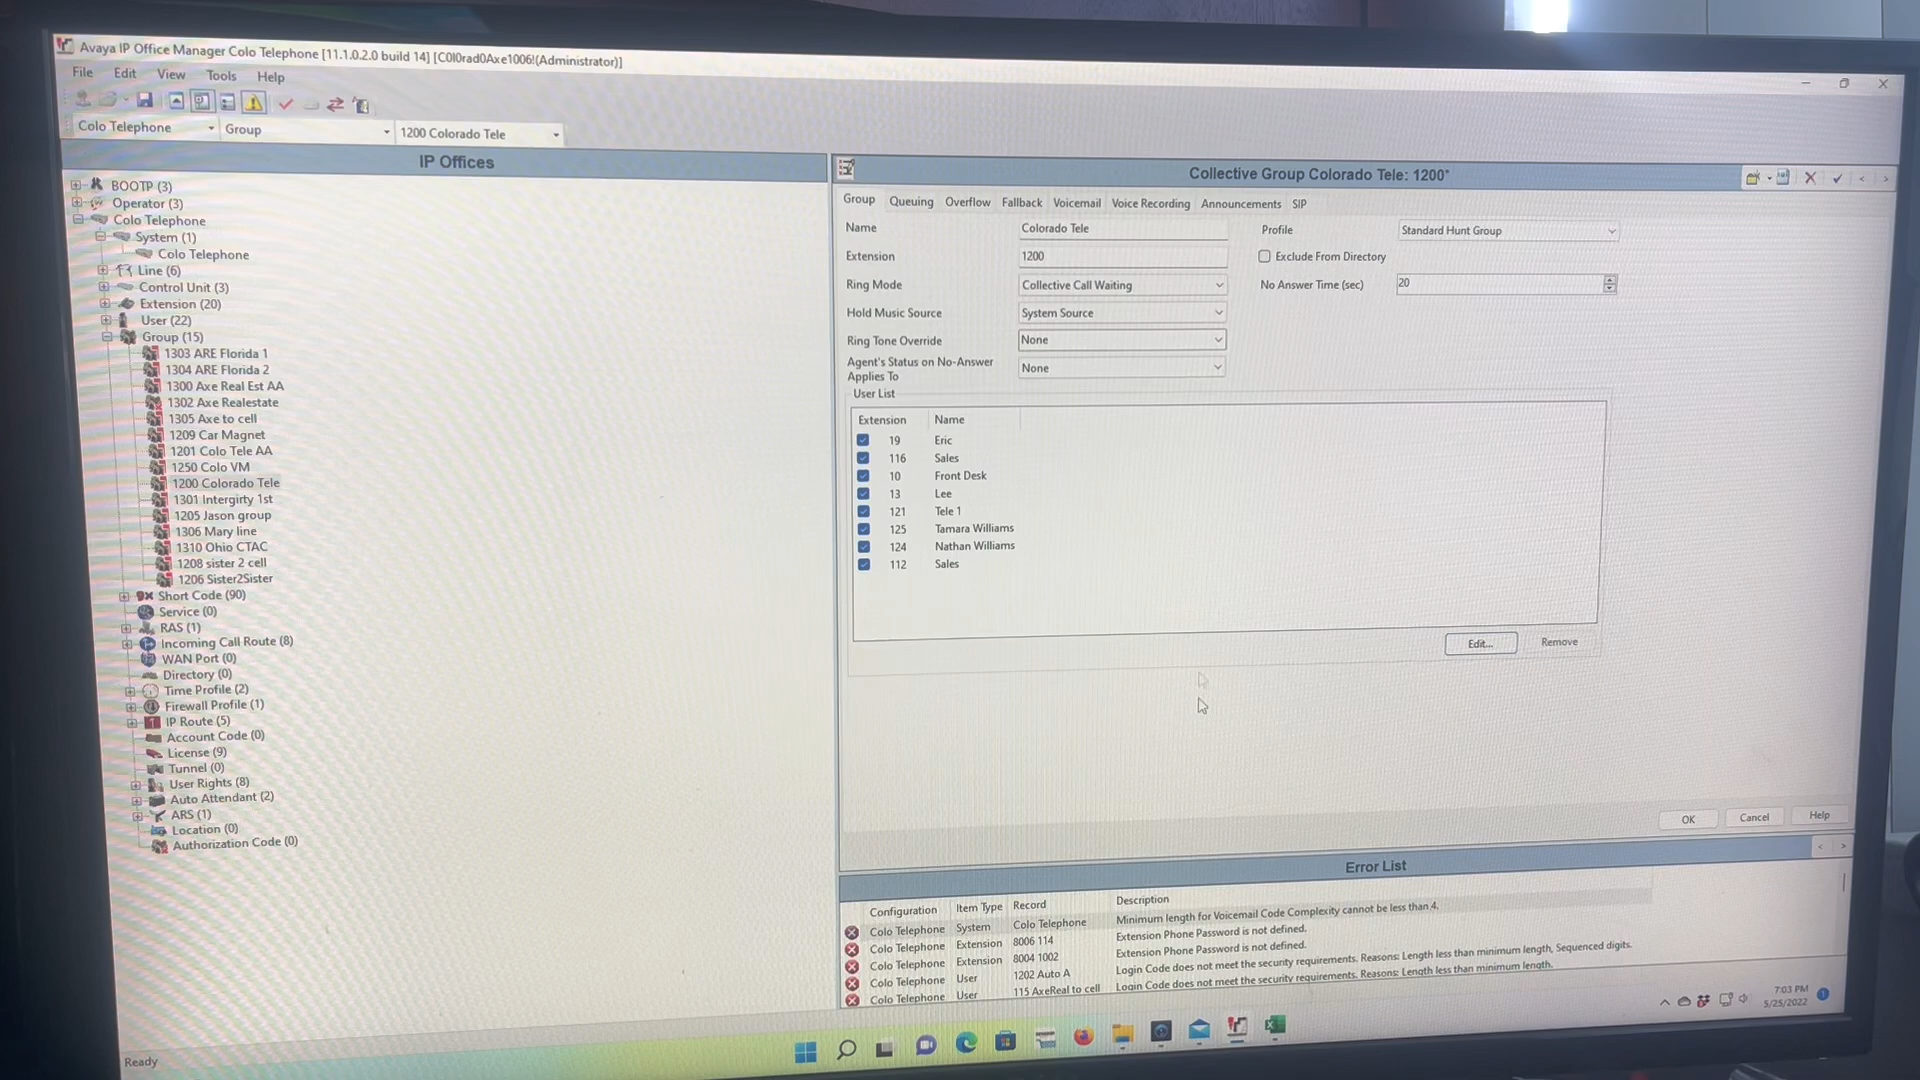 Avaya IP Office Manager Colo Telephone [11.1.0.2.0 build 14] [C0l0rad0Axe1006!(Administrator)]
File Edit View Tools Help
Colo Telephone Group 1200 Colorado Tele
IP Offices
BOOTP (3)
Operator (3)
Colo Telephone
System (1)
Colo Telephone
Line (6)
Control Unit (3)
Extension (20)
User (22)
Group (15)
1303 ARE Florida 1
1304 ARE Florida 2
1300 Axe Real Est AA
1302 Axe Realestate
1305 Axe to cell
1209 Car Magnet
1201 Colo Tele AA
1250 Colo VM
1200 Colorado Tele
1301 Intergirty 1st
1205 Jason group
1306 Mary line
1310 Ohio CTAC
1208 sister 2 cell
1206 Sister2Sister
Short Code (90)
Service (0)
RAS (1)
Incoming Call Route (8)
WAN Port (0)
Directory (0)
Time Profile (2)
Firewall Profile (1)
IP Route (5)
Account Code (0)
License (9)
Tunnel (0)
User Rights (8)
Auto Attendant (2)
ARS (1)
Location (0)
Authorization Code (0)
Collective Group Colorado Tele: 1200*
Group Queuing Overflow Fallback Voicemail Voice Recording Announcements SIP
Name Colorado Tele Profile Standard Hunt Group
Extension 1200 Exclude From Directory
Ring Mode Collective Call Waiting No Answer Time (sec) 20
Hold Music Source System Source
Ring Tone Override None
Agent's Status on No-Answer
Applies To None
User List
Extension Name
19 Eric
116 Sales
10 Front Desk
13 Lee
121 Tele 1
125 Tamara Williams
124 Nathan Williams
112 Sales
Edit... Remove
OK Cancel Help
Error List
Configuration Item Type Record Description
Colo Telephone System Colo Telephone Minimum length for Voicemail Code Complexity cannot be less than 4.
Colo Telephone Extension 8006 114 Extension Phone Password is not defined.
Colo Telephone Extension 8004 1002 Extension Phone Password is not defined.
Colo Telephone User 1202 Auto A Login Code does not meet the security requirements. Reasons: Length less than minimum length, Sequenced digits.
Colo Telephone User 115 AxeReal to cell Login Code does not meet the security requirements. Reasons: Length less than minimum length.
Ready
7:03 PM
5/25/2022
1